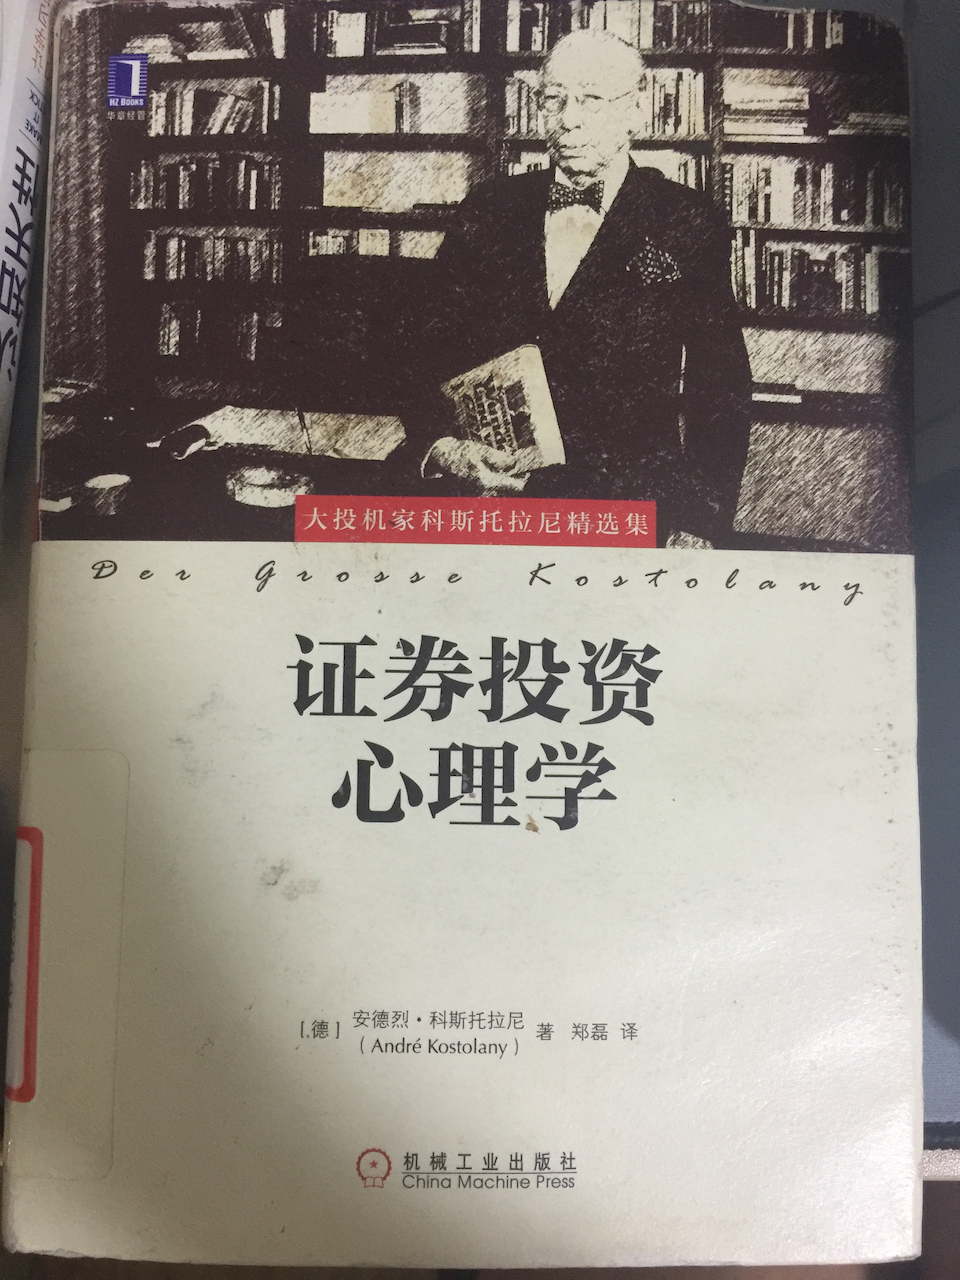 HZ BOOKS
华章经管
大投机家科斯托拉尼精选集
Der Grosse Kostolany
证券投资
心理学
[德] 安德烈·科斯托拉尼 著 郑磊 译
(André Kostolany)
机械工业出版社
China Machine Press